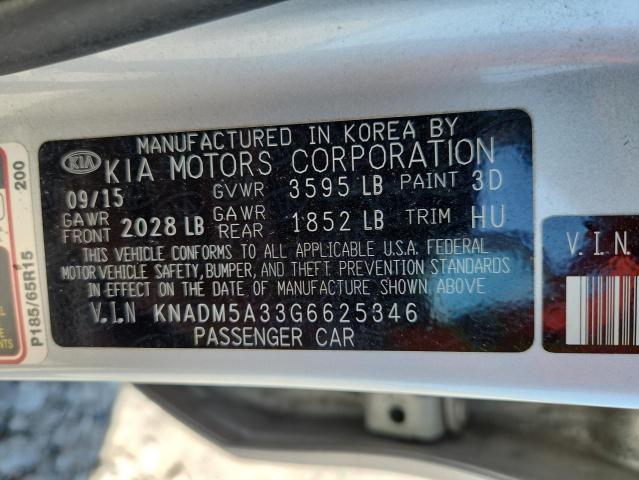 MANUFACTURED IN KOREA BY
KIA KIA MOTORS CORPORATION
09/15 GVWR 3595 LB PAINT 3D
GAWR FRONT 2028 LB GAWR REAR 1852 LB TRIM HU
THIS VEHICLE CONFORMS TO ALL APPLICABLE U.S.A. FEDERAL
MOTOR VEHICLE SAFETY, BUMPER, AND THEFT PREVENTION STANDARDS
IN EFFECT ON THE DATE OF MANUFACTURE SHOWN ABOVE.
V.I.N KNADM5A33G6625346
PASSENGER CAR
200
P185/65R15
V.I.N